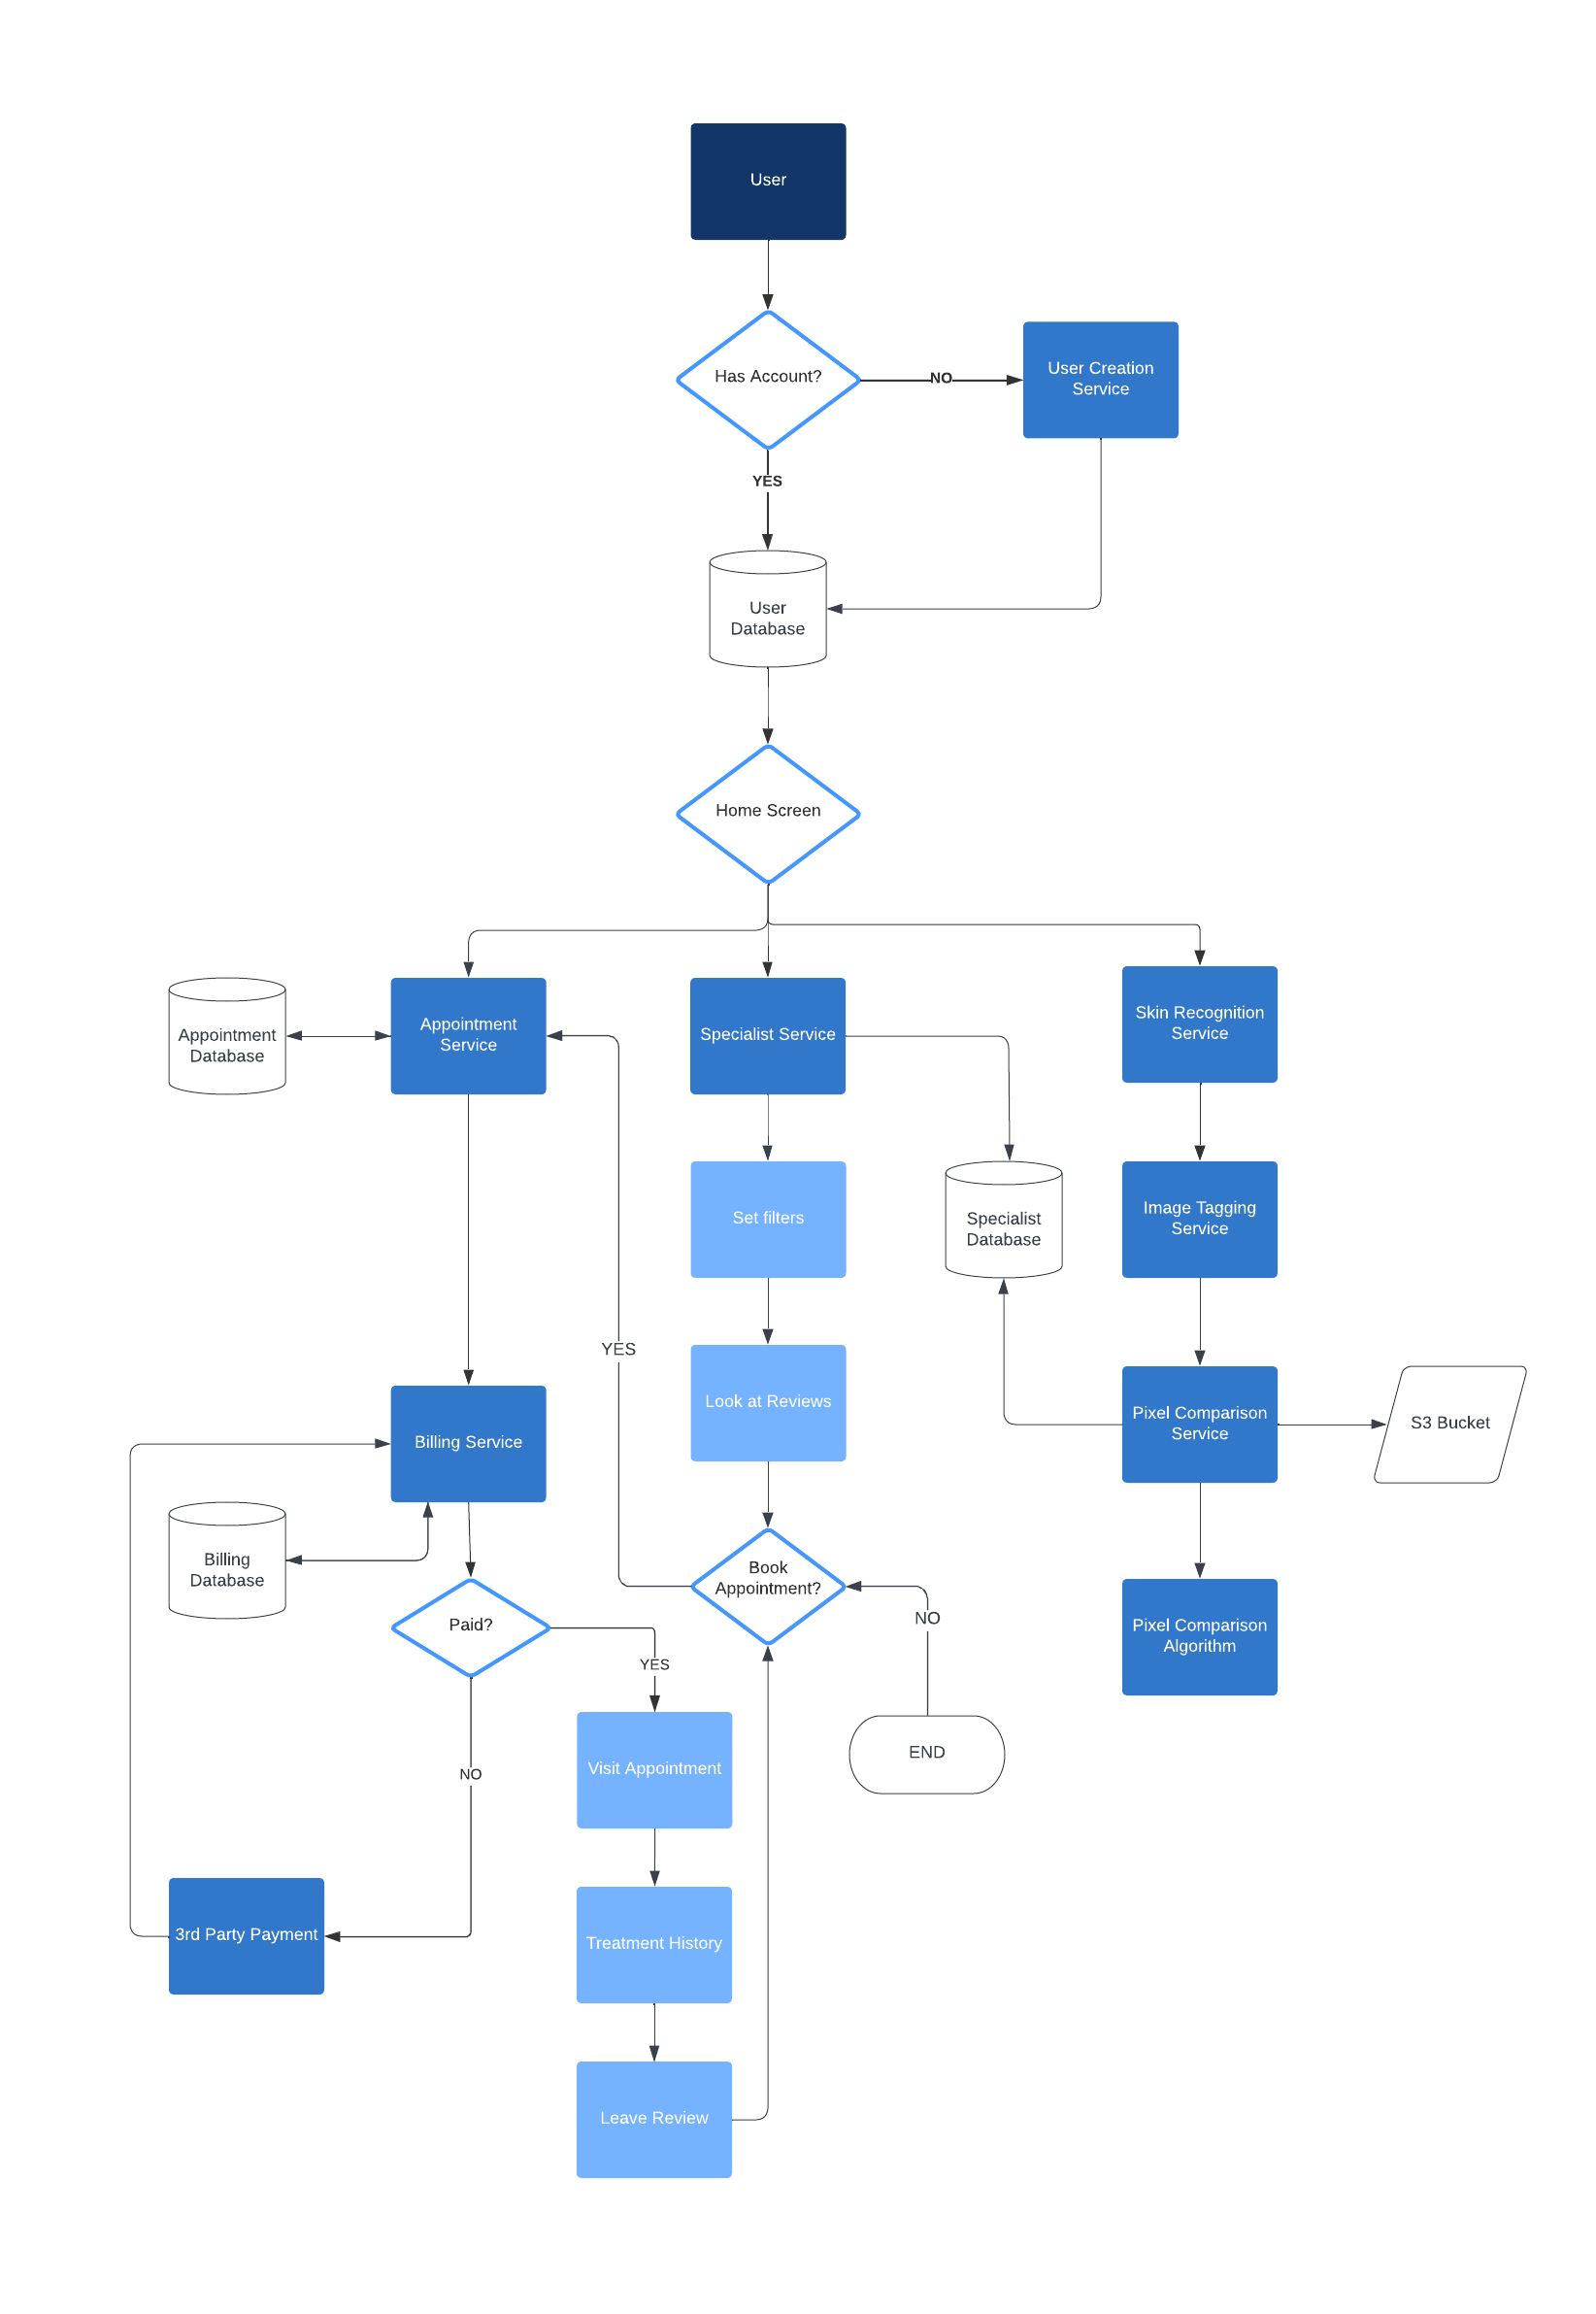 User
Has Account?
NO
User Creation
Service
YES
User
Database
Home Screen
Appointment
Database
Appointment
Service
Specialist Service
Skin Recognition
Service
Set filters
Specialist
Database
Image Tagging
Service
YES
Look at Reviews
Billing Service
Pixel Comparison
Service
S3 Bucket
Billing
Database
Paid?
Book
Appointment?
NO
Pixel Comparison
Algorithm
YES
Visit Appointment
END
NO
3rd Party Payment
Treatment History
Leave Review